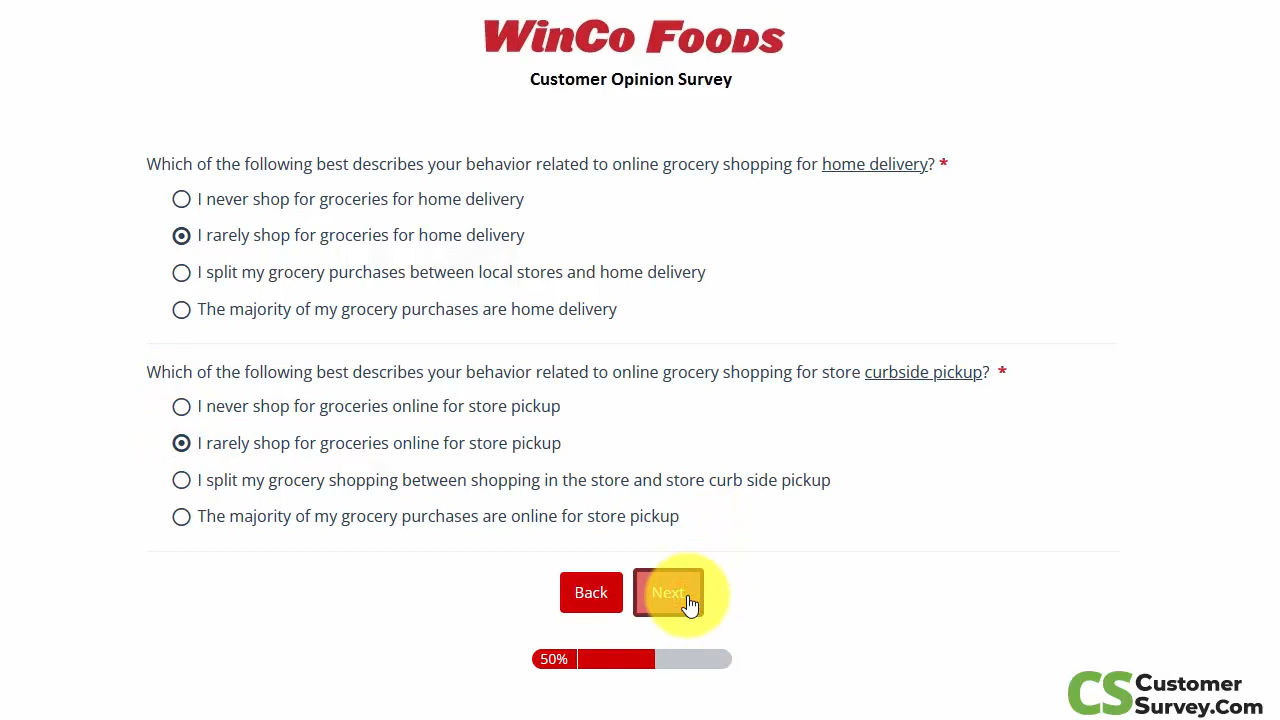 WinCo Foods
Customer Opinion Survey
Which of the following best describes your behavior related to online grocery shopping for home delivery? *
I never shop for groceries for home delivery
I rarely shop for groceries for home delivery
I split my grocery purchases between local stores and home delivery
The majority of my grocery purchases are home delivery
Which of the following best describes your behavior related to online grocery shopping for store curbside pickup? *
I never shop for groceries online for store pickup
I rarely shop for groceries online for store pickup
I split my grocery shopping between shopping in the store and store curb side pickup
The majority of my grocery purchases are online for store pickup
Back Next
50%
CS Customer
Survey.Com